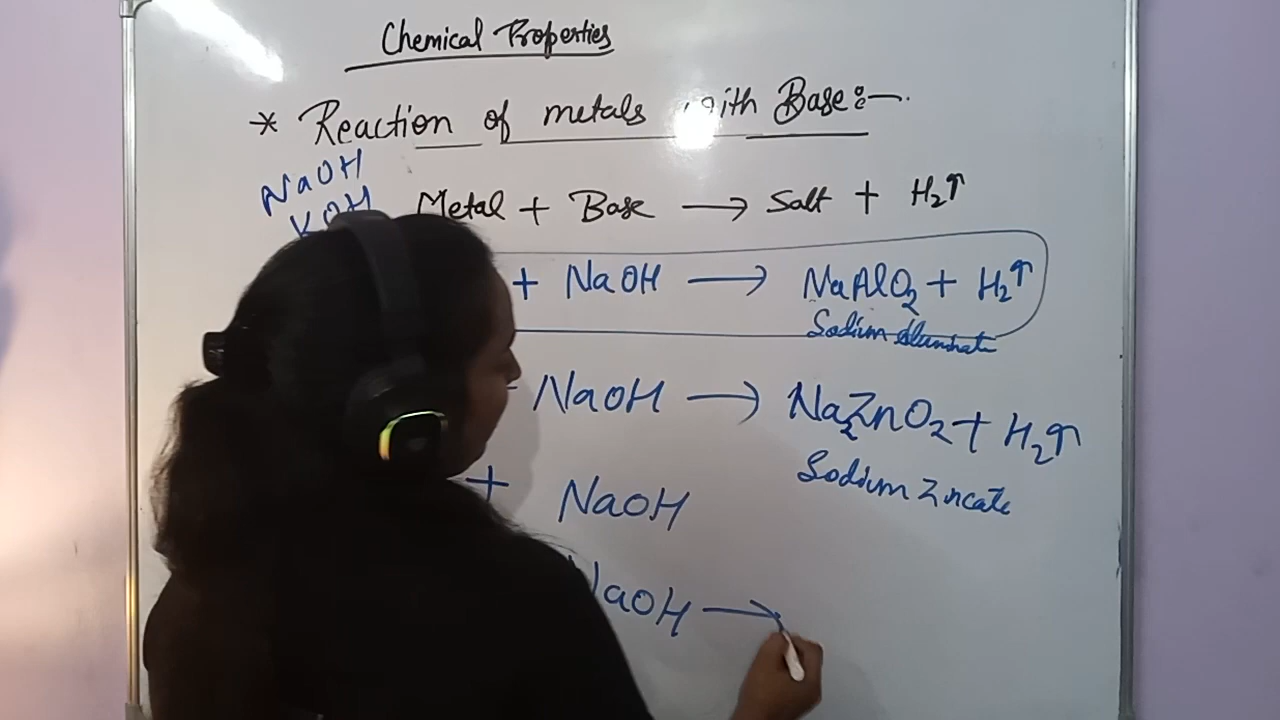 Chemical Properties
* Reaction of metals with Base:-
NaOH
KOH
Metal + Base → Salt + H₂↑
+ NaOH → NaAlO₂ + H₂↑
Sodium aluminate
NaOH → Na₂ZnO₂ + H₂↑
Sodium Zincate
+ NaOH
NaOH →